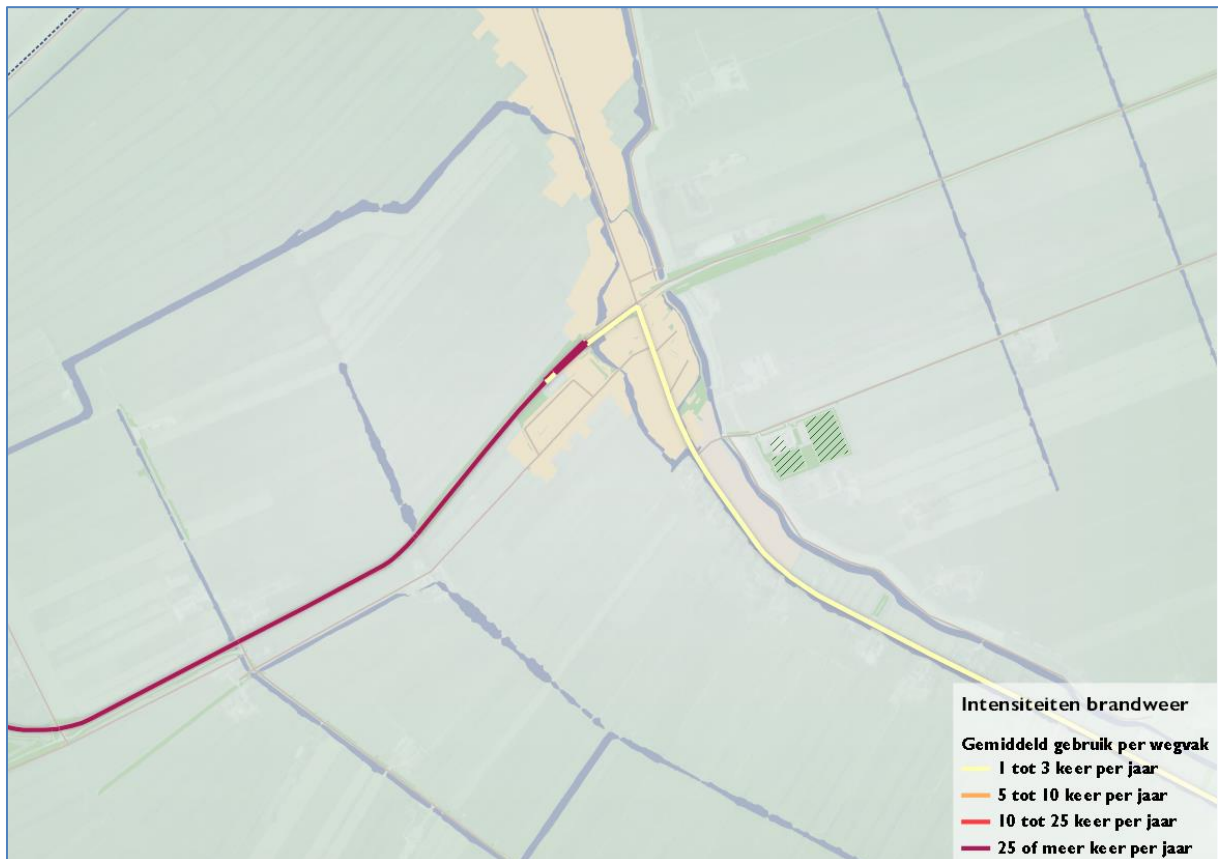 Intensiteiten brandweer
Gemiddeld gebruik per wegvak
1 tot 3 keer per jaar
5 tot 10 keer per jaar
10 tot 25 keer per jaar
25 of meer keer per jaar